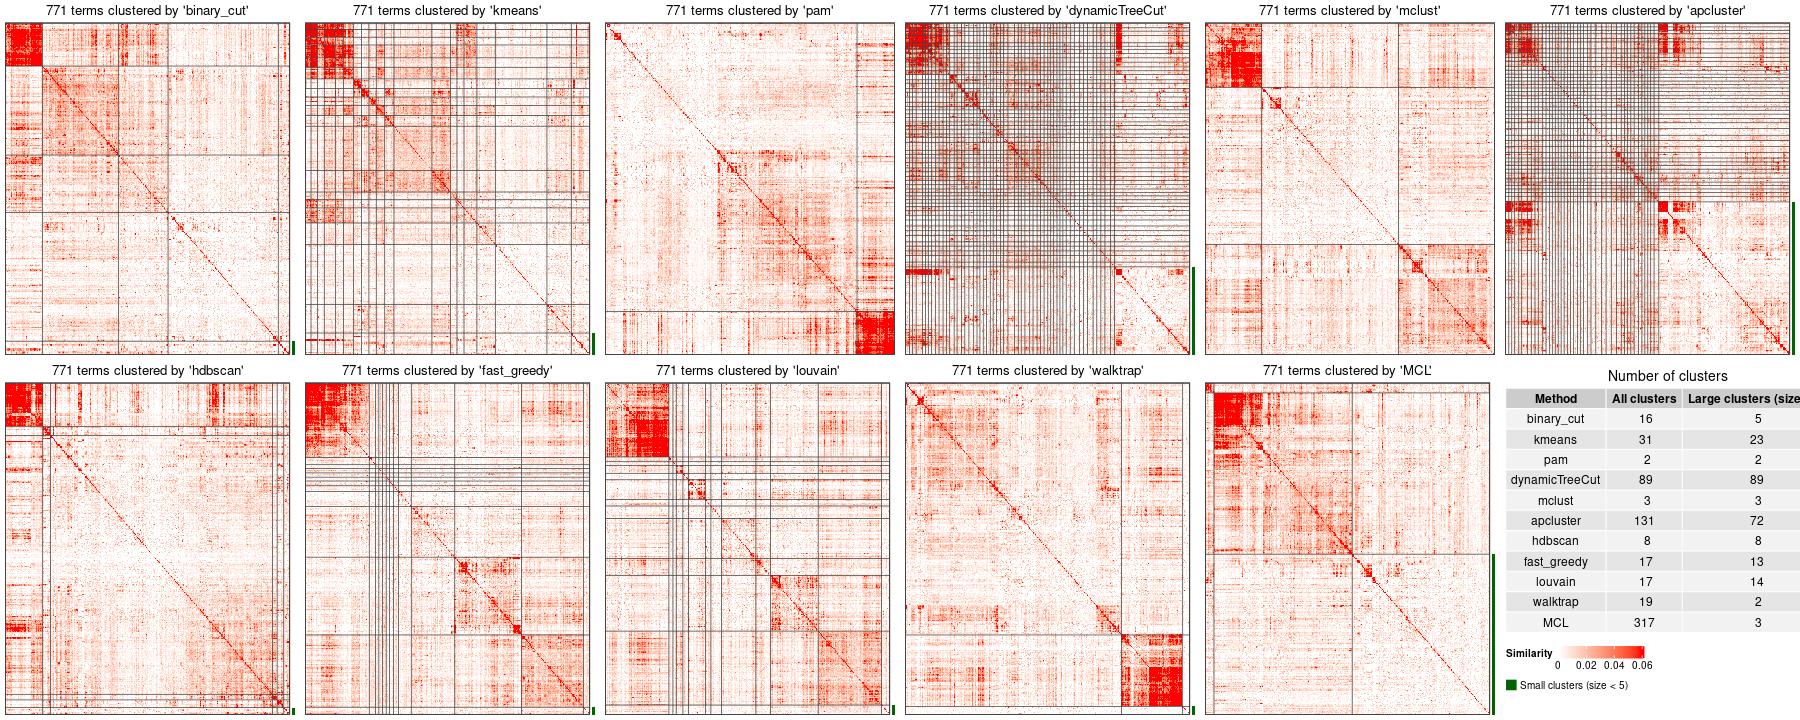 771 terms clustered by 'binary_cut'
771 terms clustered by 'kmeans'
771 terms clustered by 'pam'
771 terms clustered by 'dynamicTreeCut'
771 terms clustered by 'mclust'
771 terms clustered by 'apcluster'
771 terms clustered by 'hdbscan'
771 terms clustered by 'fast_greedy'
771 terms clustered by 'louvain'
771 terms clustered by 'walktrap'
771 terms clustered by 'MCL'
Number of clusters
Method All clusters Large clusters (size
binary_cut 16 5
kmeans 31 23
pam 2 2
dynamicTreeCut 89 89
mclust 3 3
apcluster 131 72
hdbscan 8 8
fast_greedy 17 13
louvain 17 14
walktrap 19 2
MCL 317 3
Similarity
0 0.02 0.04 0.06
Small clusters (size < 5)